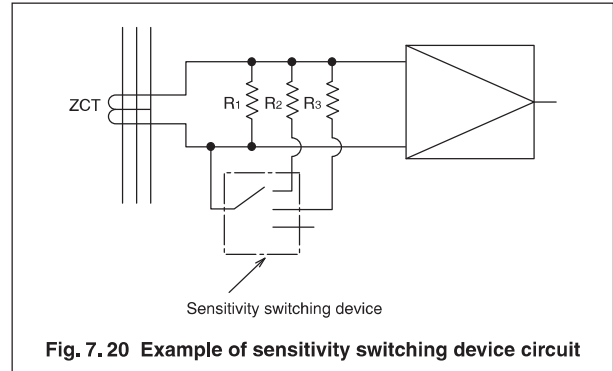 ZCT
R1 R2 R3
Sensitivity switching device
Fig. 7. 20 Example of sensitivity switching device circuit